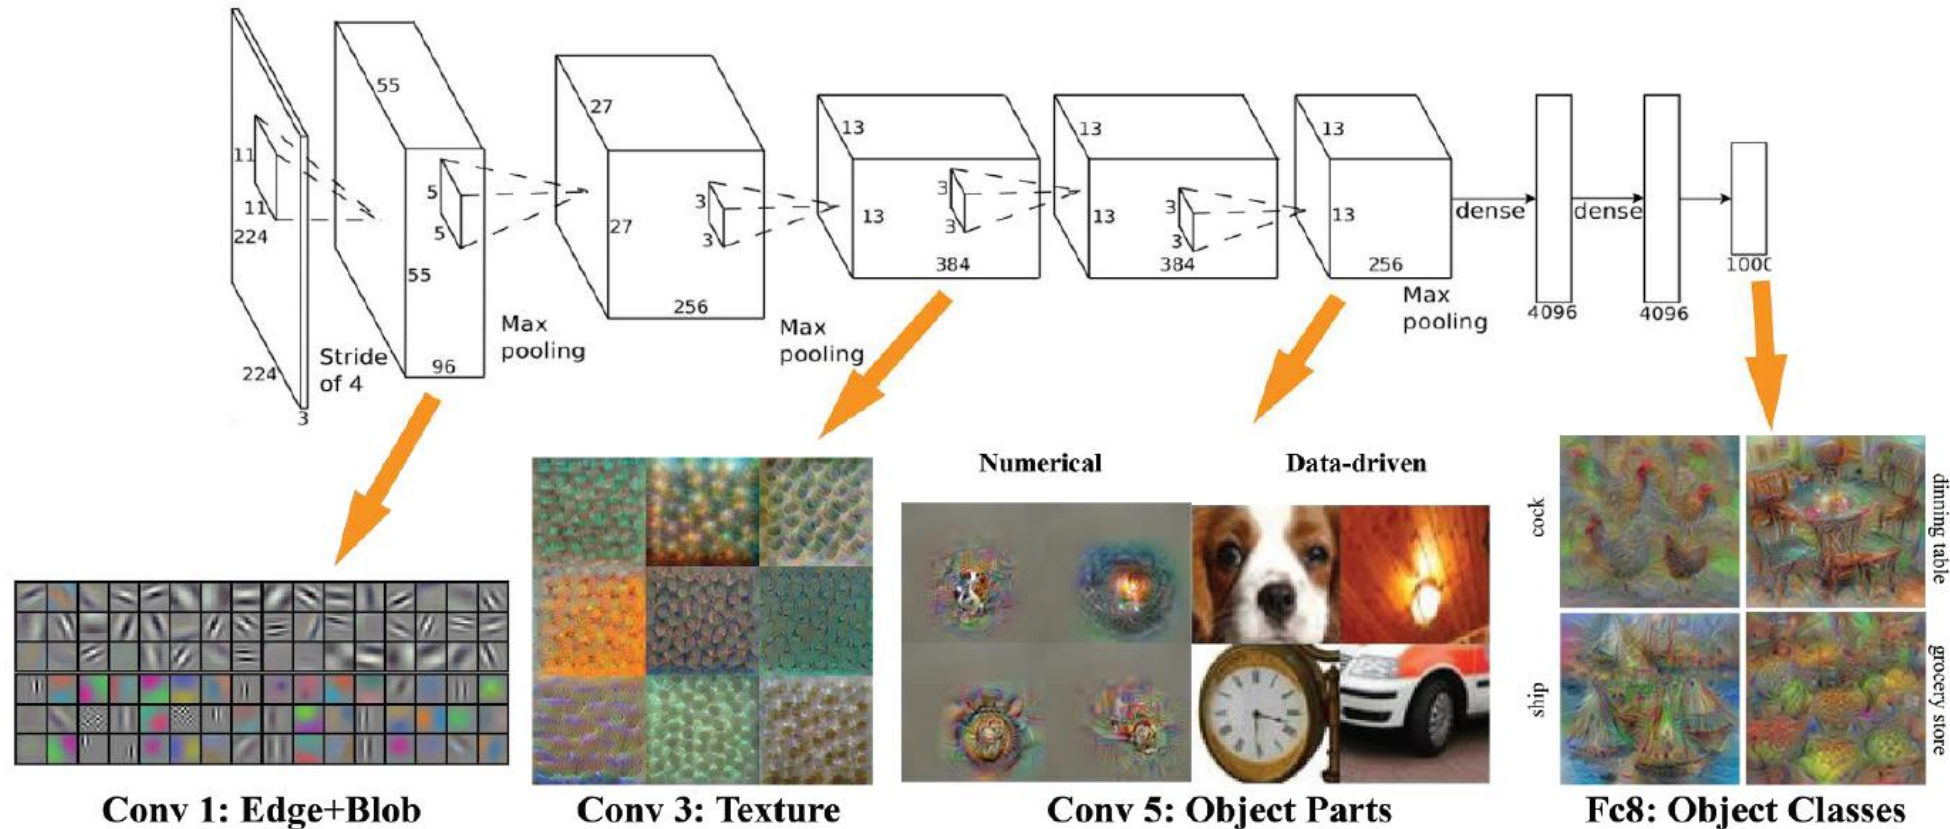 11
11
224
224
3
Stride
of 4
55
5
5
55
96
Max
pooling
27
3
3
27
256
Max
pooling
13
3
3
13
384
13
3
3
13
384
13
13
256
Max
pooling
dense
4096
dense
4096
1000
Numerical
Data-driven
cock
dinning table
ship
grocery store
Conv 1: Edge+Blob
Conv 3: Texture
Conv 5: Object Parts
Fc8: Object Classes